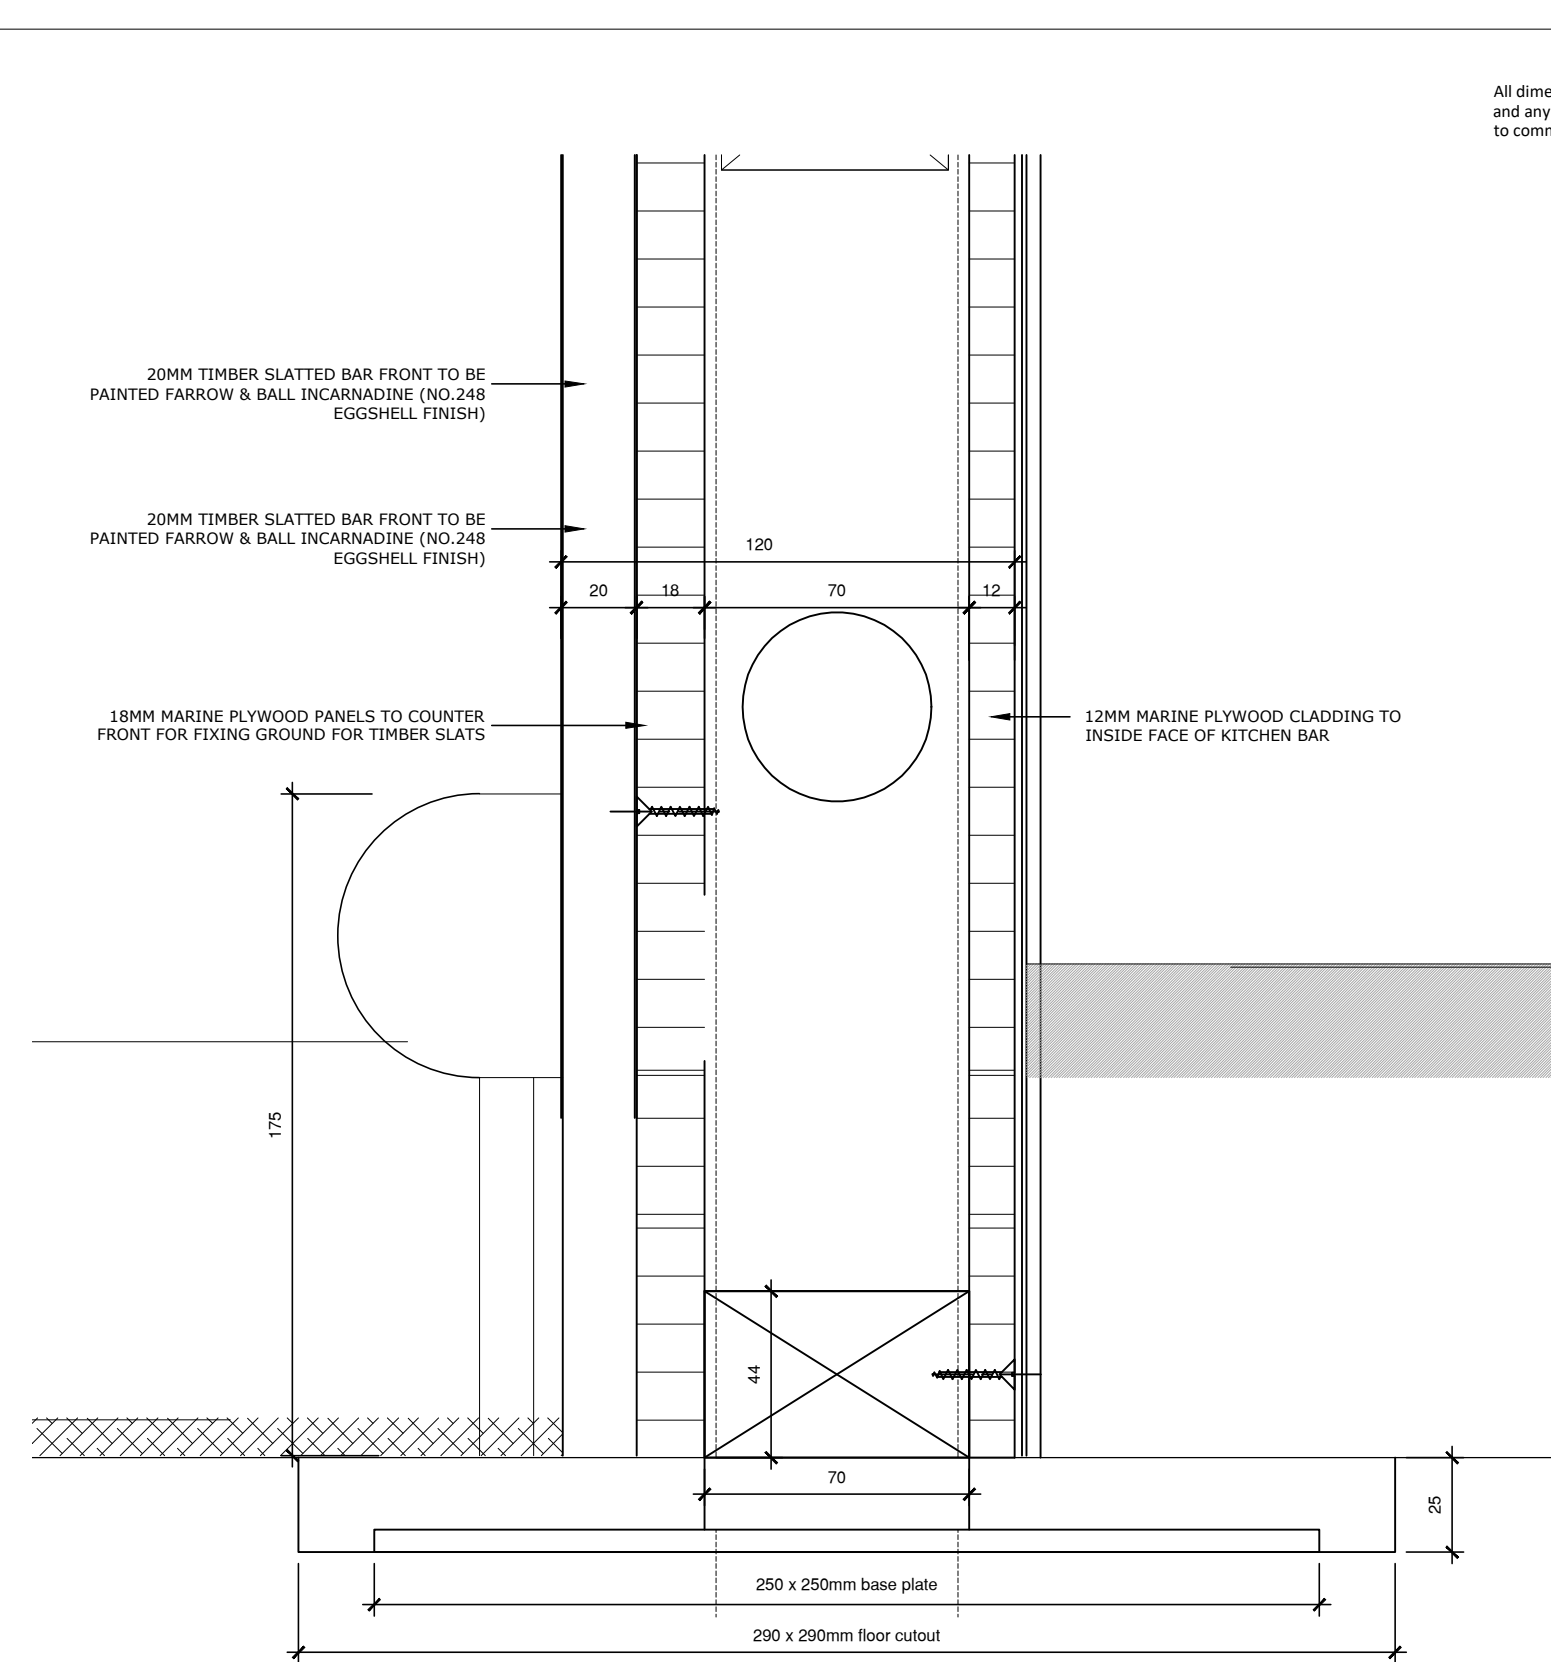 All dime
and any
to comm
20MM TIMBER SLATTED BAR FRONT TO BE
PAINTED FARROW & BALL INCARNADINE (NO.248
EGGSHELL FINISH)
20MM TIMBER SLATTED BAR FRONT TO BE
PAINTED FARROW & BALL INCARNADINE (NO.248
EGGSHELL FINISH)
120
20
18
70
12
18MM MARINE PLYWOOD PANELS TO COUNTER
FRONT FOR FIXING GROUND FOR TIMBER SLATS
12MM MARINE PLYWOOD CLADDING TO
INSIDE FACE OF KITCHEN BAR
175
44
70
25
250 x 250mm base plate
290 x 290mm floor cutout